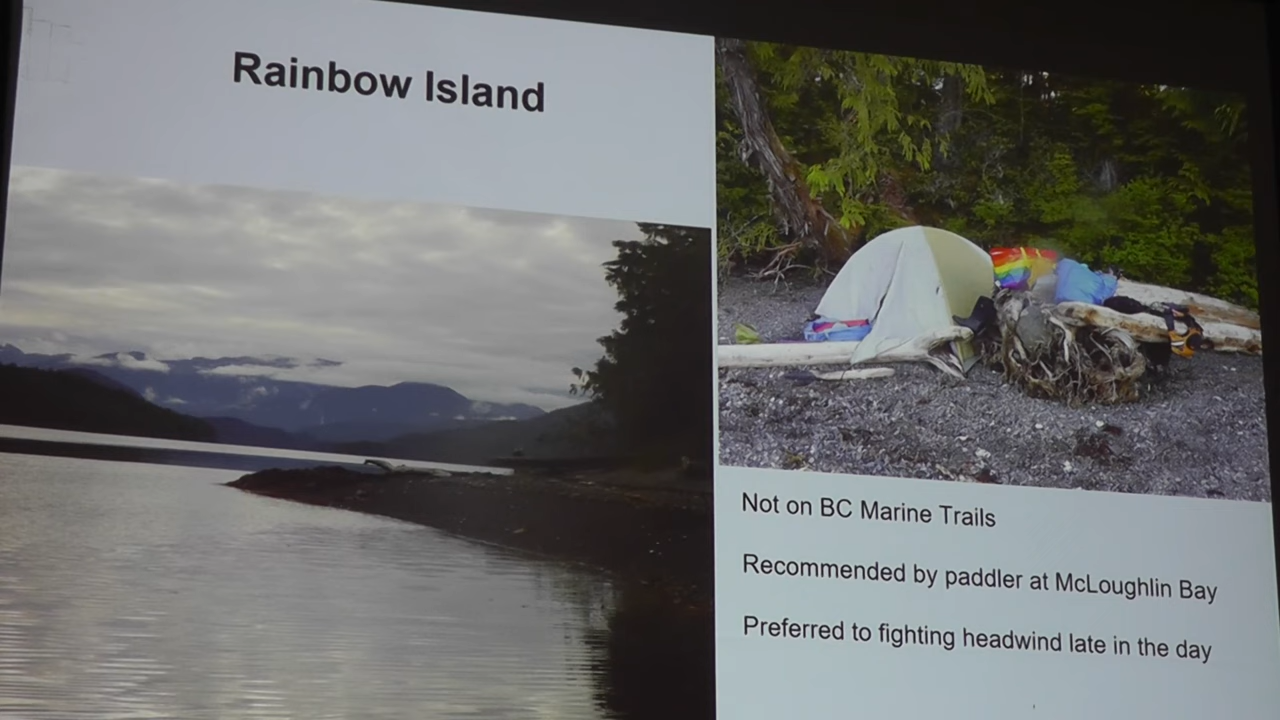 Rainbow Island
Not on BC Marine Trails
Recommended by paddler at McLoughlin Bay
Preferred to fighting headwind late in the day